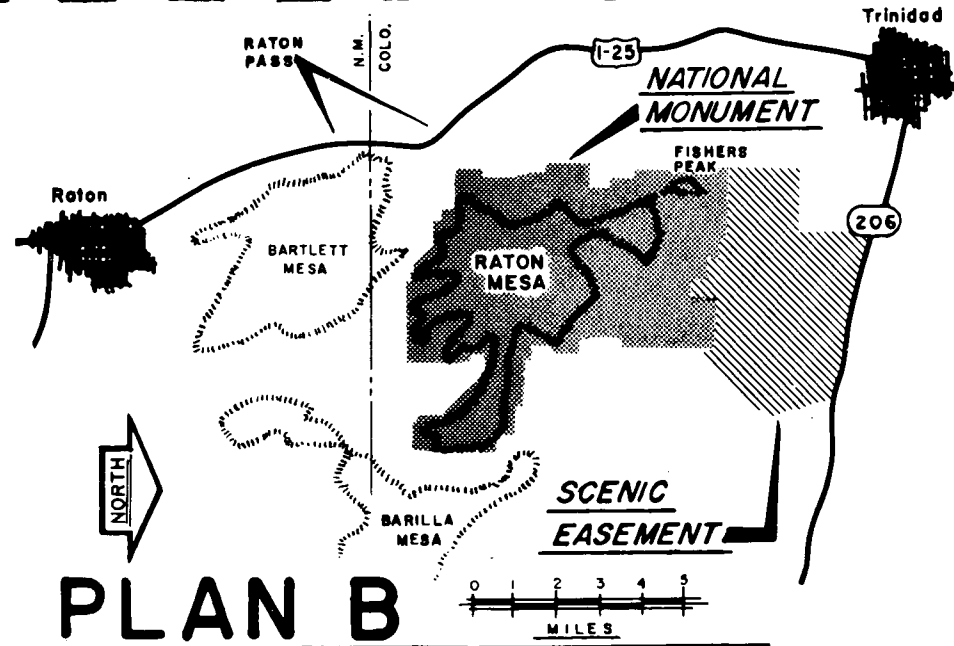 Trinidad
RATON
PASS
N.M.
COLO.
I-25
NATIONAL
MONUMENT
FISHERS
PEAK
Raton
206
BARTLETT
MESA
RATON
MESA
NORTH
SCENIC
EASEMENT
BARILLA
MESA
PLAN B
0 1 2 3 4 5
MILES